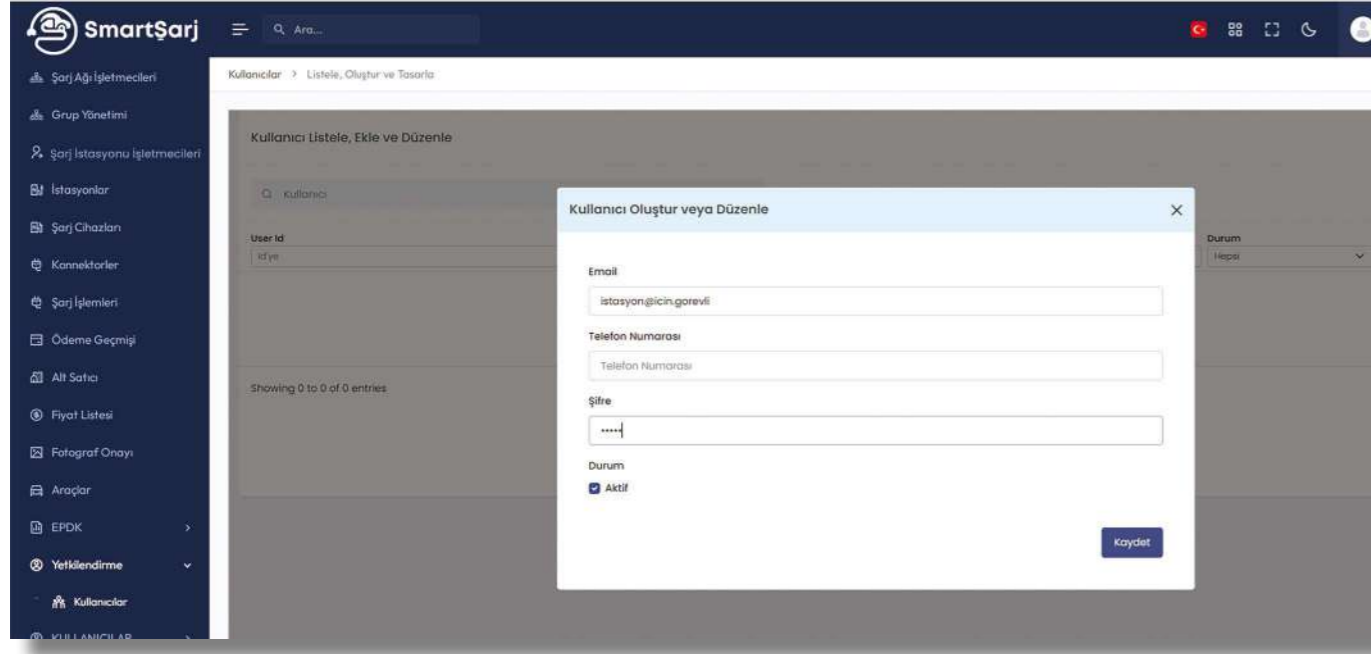 SmartŞarj
Ara...
Şarj Ağı İşletmecileri
Grup Yönetimi
Şarj İstasyonu İşletmecileri
İstasyonlar
Şarj Cihazları
Konnektorler
Şarj İşlemleri
Ödeme Geçmişi
Alt Satıcı
Fiyat Listesi
Fotograf Onayı
Araçlar
EPDK
Yetkilendirme
Kullanıcılar
KULLANICILAR
Kullanıcılar > Listele, Oluştur ve Tasarla
Kullanıcı Listele, Ekle ve Düzenle
Kullanıcı
User Id
Id'ye
Durum
Hepsi
Showing 0 to 0 of 0 entries
Kullanıcı Oluştur veya Düzenle
Email
istasyon@icin.gorevli
Telefon Numarası
Telefon Numarası
Şifre
•••••
Durum
Aktif
Kaydet